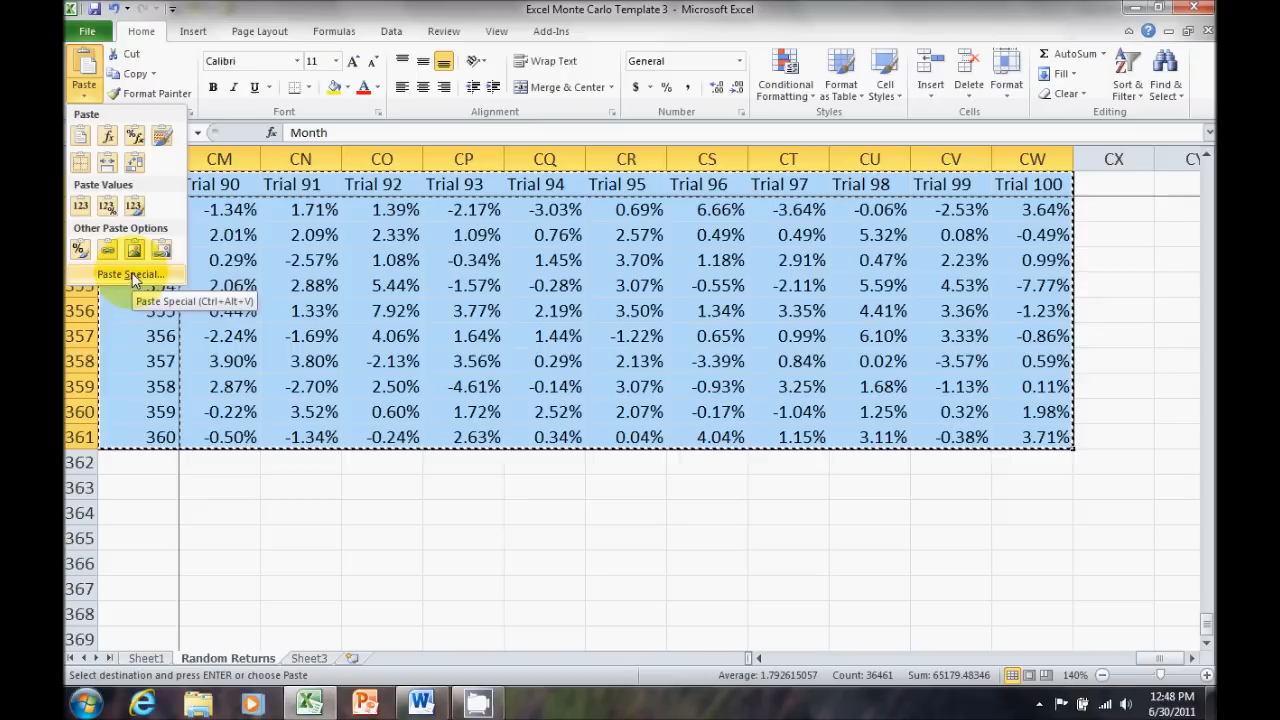 Excel Monte Carlo Template 3 - Microsoft Excel
File Home Insert Page Layout Formulas Data Review View Add-Ins
Paste
Cut
Copy
Format Painter
Calibri 11
B I U
Font
Wrap Text
Merge & Center
Alignment
General
$ % ,
Number
Conditional Formatting
Format as Table
Cell Styles
Insert
Delete
Format
Cells
AutoSum
Fill
Clear
Sort & Filter
Find & Select
Editing
Paste
Paste Values
Other Paste Options
Paste Special...
Paste Special (Ctrl+Alt+V)
fx Month
CM CN CO CP CQ CR CS CT CU CV CW CX
Trial 90 Trial 91 Trial 92 Trial 93 Trial 94 Trial 95 Trial 96 Trial 97 Trial 98 Trial 99 Trial 100
-1.34% 1.71% 1.39% -2.17% -3.03% 0.69% 6.66% -3.64% -0.06% -2.53% 3.64%
2.01% 2.09% 2.33% 1.09% 0.76% 2.57% 0.49% 0.49% 5.32% 0.08% -0.49%
0.29% -2.57% 1.08% -0.34% 1.45% 3.70% 1.18% 2.91% 0.47% 2.23% 0.99%
2.06% 2.88% 5.44% -1.57% -0.28% 3.07% -0.55% -2.11% 5.59% 4.53% -7.77%
356 355 0.44% 1.33% 7.92% 3.77% 2.19% 3.50% 1.34% 3.35% 4.41% 3.36% -1.23%
357 356 -2.24% -1.69% 4.06% 1.64% 1.44% -1.22% 0.65% 0.99% 6.10% 3.33% -0.86%
358 357 3.90% 3.80% -2.13% 3.56% 0.29% 2.13% -3.39% 0.84% 0.02% -3.57% 0.59%
359 358 2.87% -2.70% 2.50% -4.61% -0.14% 3.07% -0.93% 3.25% 1.68% -1.13% 0.11%
360 359 -0.22% 3.52% 0.60% 1.72% 2.52% 2.07% -0.17% -1.04% 1.25% 0.32% 1.98%
361 360 -0.50% -1.34% -0.24% 2.63% 0.34% 0.04% 4.04% 1.15% 3.11% -0.38% 3.71%
362
363
364
365
366
367
368
369
Sheet1 Random Returns Sheet3
Select destination and press ENTER or choose Paste Average: 1.792615057 Count: 36461 Sum: 65179.48346 140%
12:48 PM
6/30/2011